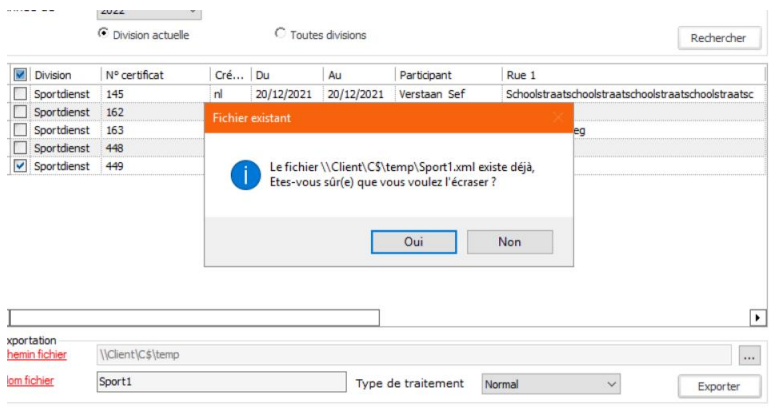 2022
Division actuelle Toutes divisions Rechercher
Division N° certificat Cré... Du Au Participant Rue 1
Sportdienst 145 nl 20/12/2021 20/12/2021 Verstaan Sef Schoolstraatschoolstraatschoolstraatschoolstraatsc
Sportdienst 162
Sportdienst 163 eg
Sportdienst 448
Sportdienst 449
Fichier existant
Le fichier \\Client\C$\temp\Sport1.xml existe déjà,
Etes-vous sûr(e) que vous voulez l'écraser ?
Oui Non
xportation
hemin fichier \\Client\C$\temp ...
om fichier Sport1 Type de traitement Normal Exporter